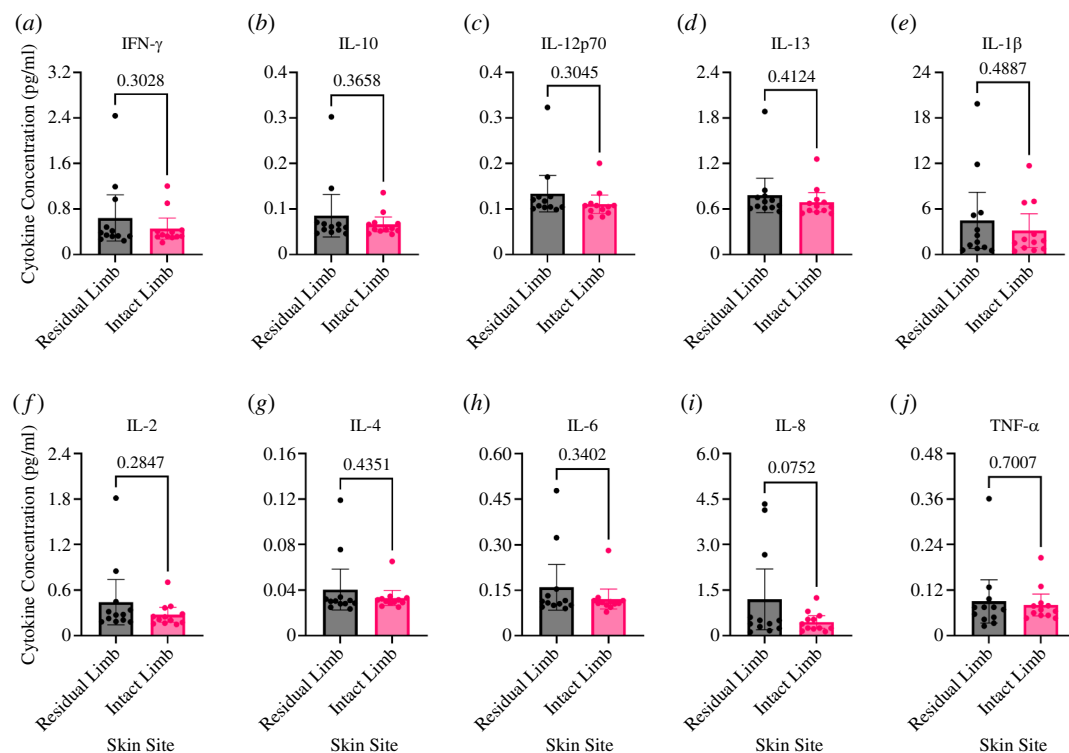 (a)
IFN-γ
Cytokine Concentration (pg/ml)
3.2
2.4
1.6
0.8
0
0.3028
Residual Limb
Intact Limb
(b)
IL-10
0.4
0.3
0.2
0.1
0
0.3658
Residual Limb
Intact Limb
(c)
IL-12p70
0.4
0.3
0.2
0.1
0
0.3045
Residual Limb
Intact Limb
(d)
IL-13
2.4
1.8
1.2
0.6
0
0.4124
Residual Limb
Intact Limb
(e)
IL-1β
24
18
12
6
0
0.4887
Residual Limb
Intact Limb
(f)
IL-2
Cytokine Concentration (pg/ml)
2.4
1.8
1.2
0.6
0
0.2847
Residual Limb
Intact Limb
Skin Site
(g)
IL-4
0.16
0.12
0.08
0.04
0
0.4351
Residual Limb
Intact Limb
Skin Site
(h)
IL-6
0.60
0.45
0.30
0.15
0
0.3402
Residual Limb
Intact Limb
Skin Site
(i)
IL-8
6.0
4.5
3.0
1.5
0
0.0752
Residual Limb
Intact Limb
Skin Site
(j)
TNF-α
0.48
0.36
0.24
0.12
0
0.7007
Residual Limb
Intact Limb
Skin Site